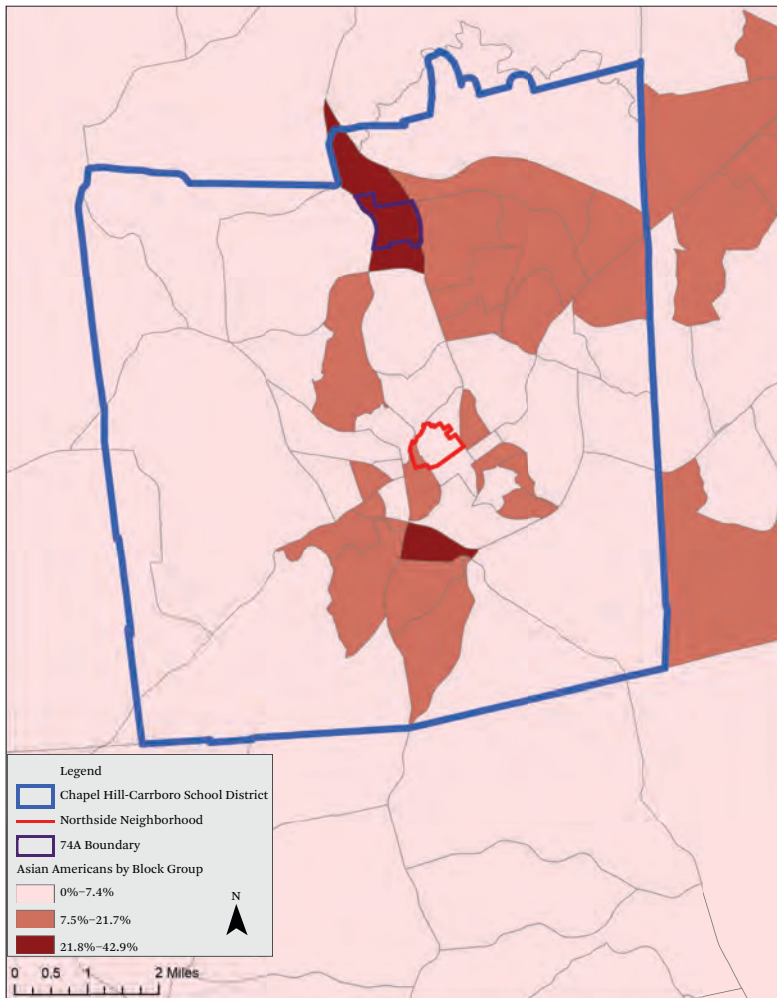 Legend
Chapel Hill-Carrboro School District
Northside Neighborhood
74A Boundary
Asian Americans by Block Group
0%–7.4%
N
7.5%–21.7%
21.8%–42.9%
0 0.5 1 2 Miles